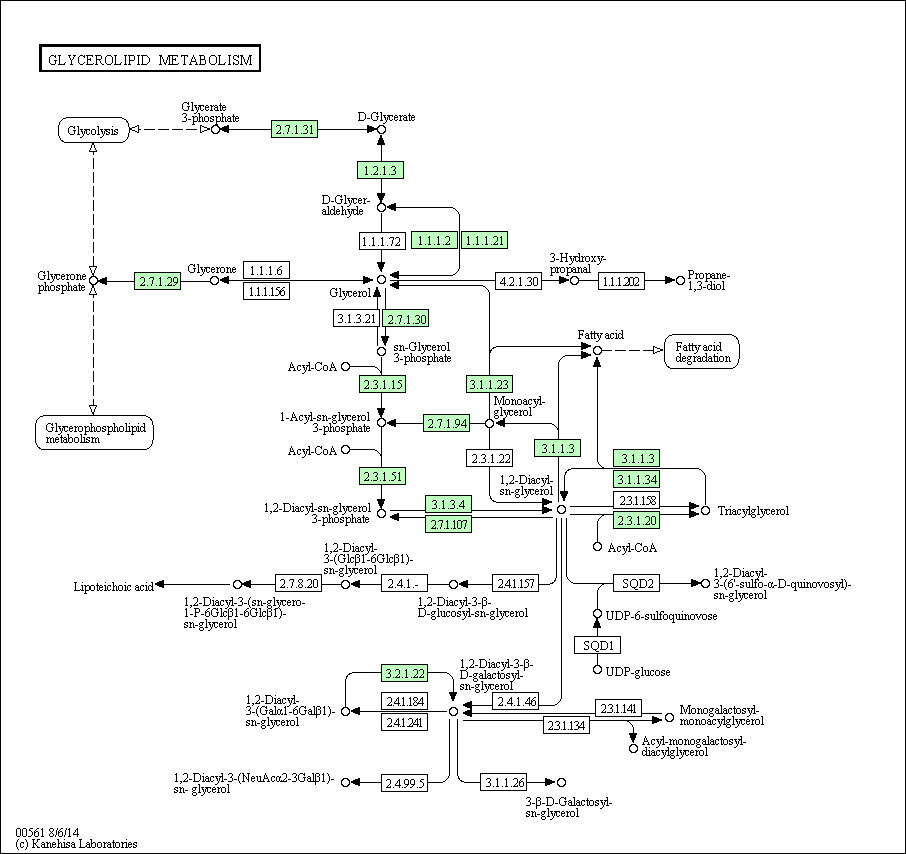 GLYCEROLIPID METABOLISM
Glycerate
3-phosphate
D-Glycerate
Glycolysis
2.7.1.31
1.2.1.3
D-Glycer-
aldehyde
1.1.1.72
1.1.1.2
1.1.1.21
3-Hydroxy-
propanal
Glycerone
phosphate
2.7.1.29
Glycerone
1.1.1.6
1.1.1.156
Glycerol
4.2.1.30
1.1.1.202
Propane-
1,3-diol
3.1.3.21
2.7.1.30
Fatty acid
sn-Glycerol
3-phosphate
Fatty acid
degradation
Acyl-CoA
2.3.1.15
3.1.1.23
Monoacyl-
glycerol
1-Acyl-sn-glycerol
3-phosphate
2.7.1.94
Glycerophospholipid
metabolism
Acyl-CoA
2.3.1.22
3.1.1.3
3.1.1.3
2.3.1.51
1,2-Diacyl-
sn-glycerol
3.1.1.34
2.3.1.158
1,2-Diacyl-sn-glycerol
3-phosphate
3.1.3.4
2.7.1.107
2.3.1.20
Triacylglycerol
Acyl-CoA
1,2-Diacyl-
3-(Glcβ1-6Glcβ1)-
sn-glycerol
Lipoteichoic acid
2.7.8.20
2.4.1.-
2.4.1.157
SQD2
1,2-Diacyl-
3-(6'-sulfo-α-D-quinovosyl)-
sn-glycerol
1,2-Diacyl-3-(sn-glycero-
1-P-6Glcβ1-6Glcβ1)-
sn-glycerol
1,2-Diacyl-3-β-
D-glucosyl-sn-glycerol
UDP-6-sulfoquinovose
SQD1
UDP-glucose
3.2.1.22
1,2-Diacyl-3-β-
D-galactosyl-
sn-glycerol
1,2-Diacyl-
3-(Galα1-6Galβ1)-
sn-glycerol
2.4.1.184
2.4.1.241
2.4.1.46
2.3.1.141
2.3.1.134
Monogalactosyl-
monoacylglycerol
Acyl-monogalactosyl-
diacylglycerol
1,2-Diacyl-3-(NeuAcα2-3Galβ1)-
sn- glycerol
2.4.99.5
3.1.1.26
3-β-D-Galactosyl-
sn-glycerol
00561 8/6/14
(c) Kanehisa Laboratories